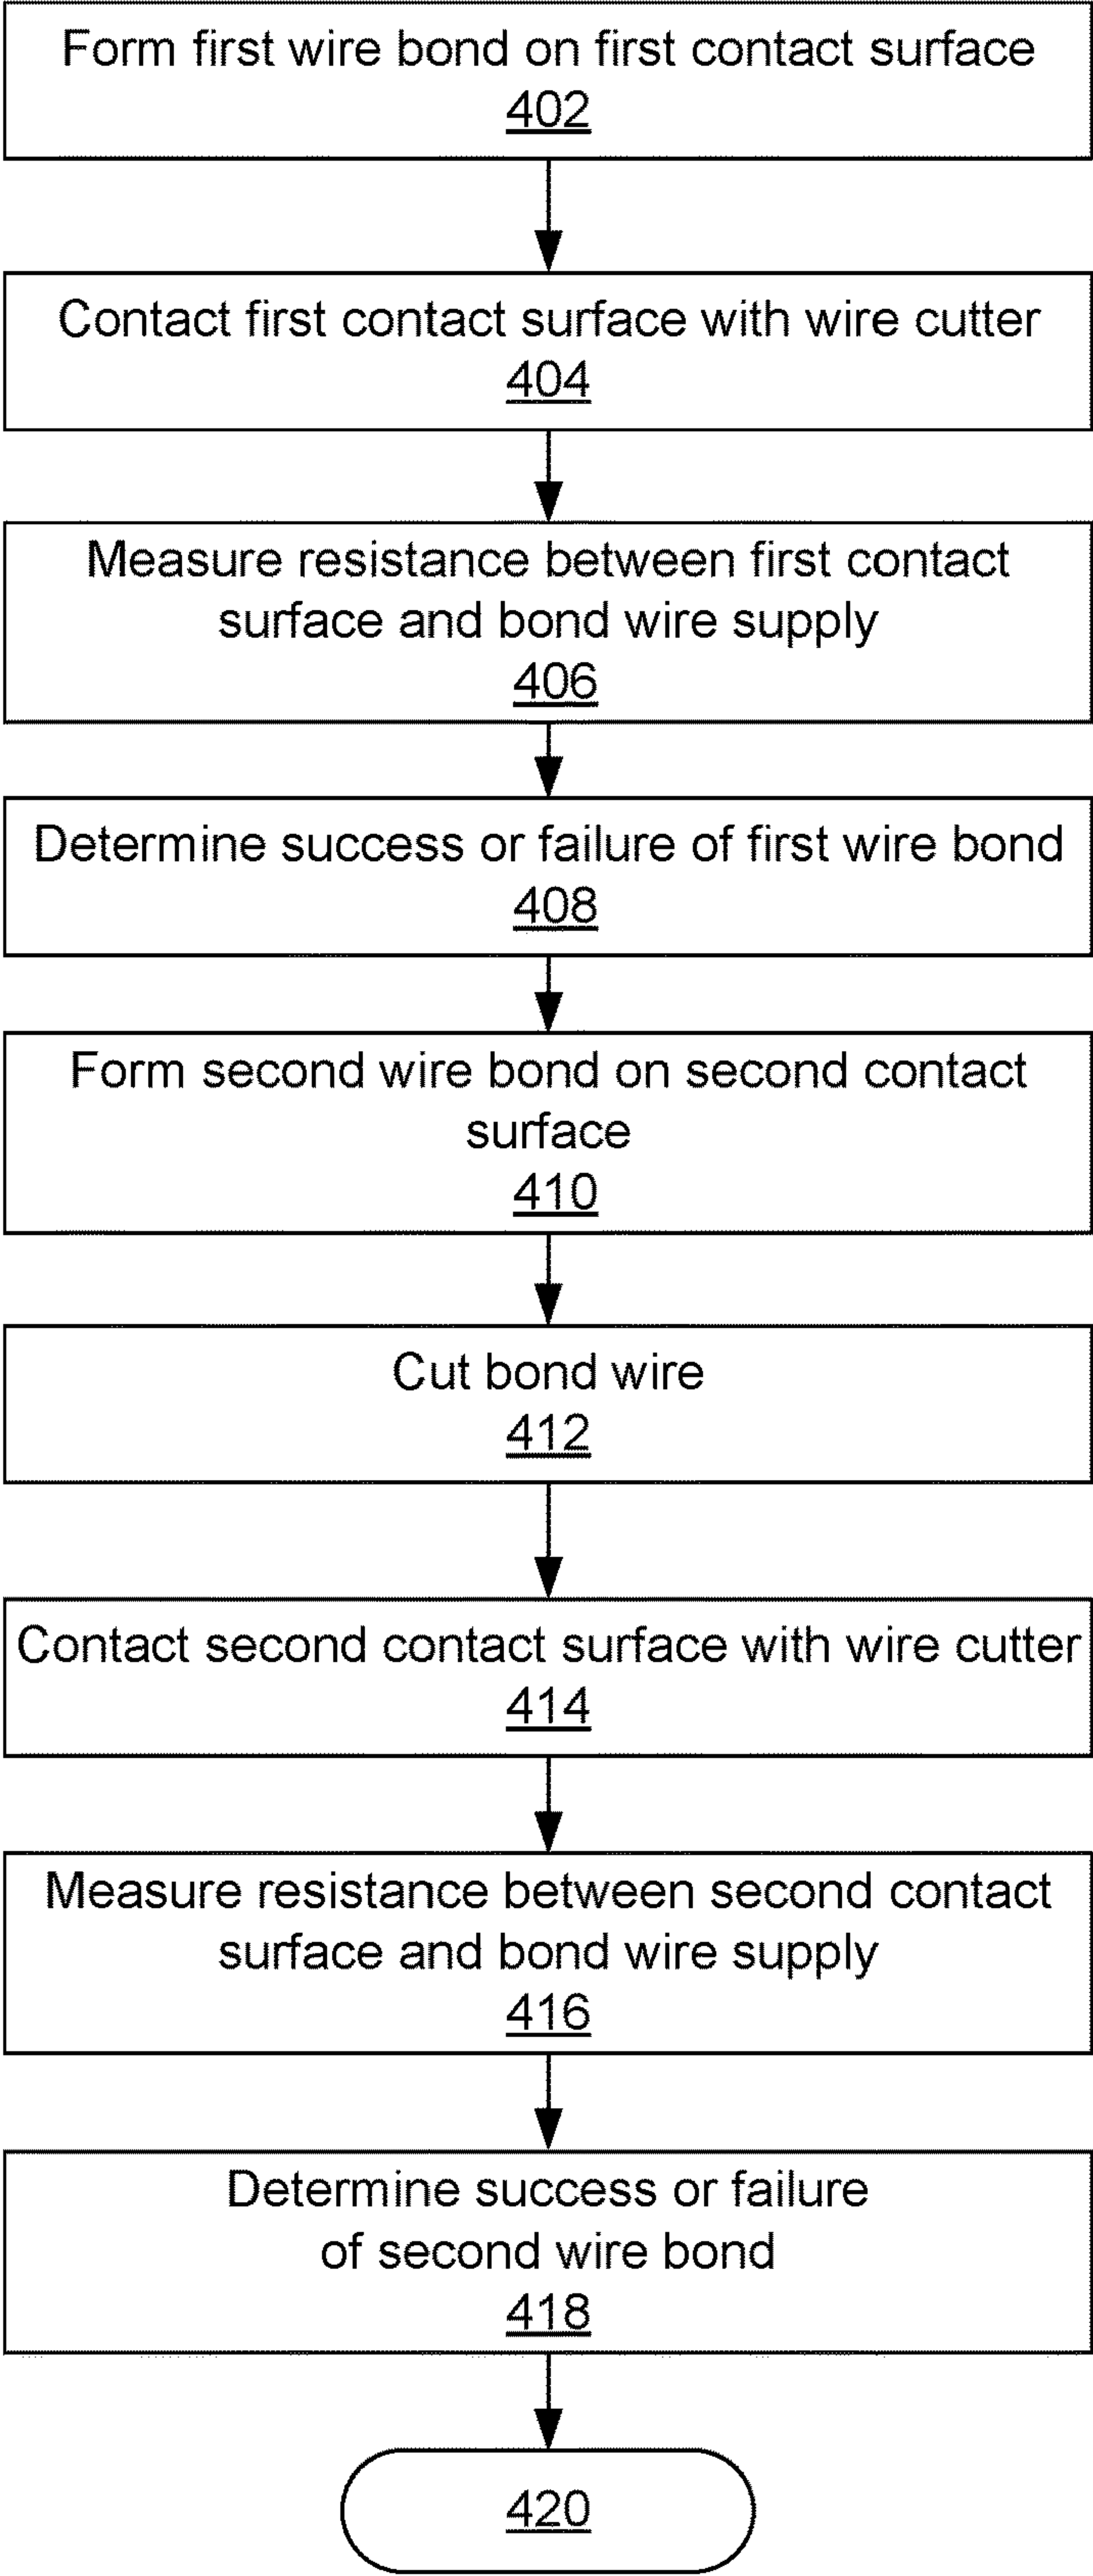 Form first wire bond on first contact surface
402
Contact first contact surface with wire cutter
404
Measure resistance between first contact
surface and bond wire supply
406
Determine success or failure of first wire bond
408
Form second wire bond on second contact
surface
410
Cut bond wire
412
Contact second contact surface with wire cutter
414
Measure resistance between second contact
surface and bond wire supply
416
Determine success or failure
of second wire bond
418
420